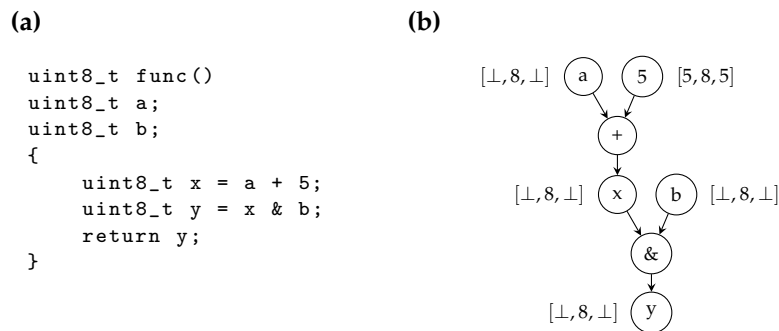 (a)
uint8_t func()
uint8_t a;
uint8_t b;
{
uint8_t x = a + 5;
uint8_t y = x & b;
return y;
}
(b)
[⊥, 8, ⊥] a 5 [5, 8, 5]
+
[⊥, 8, ⊥] x b [⊥, 8, ⊥]
&
[⊥, 8, ⊥] y